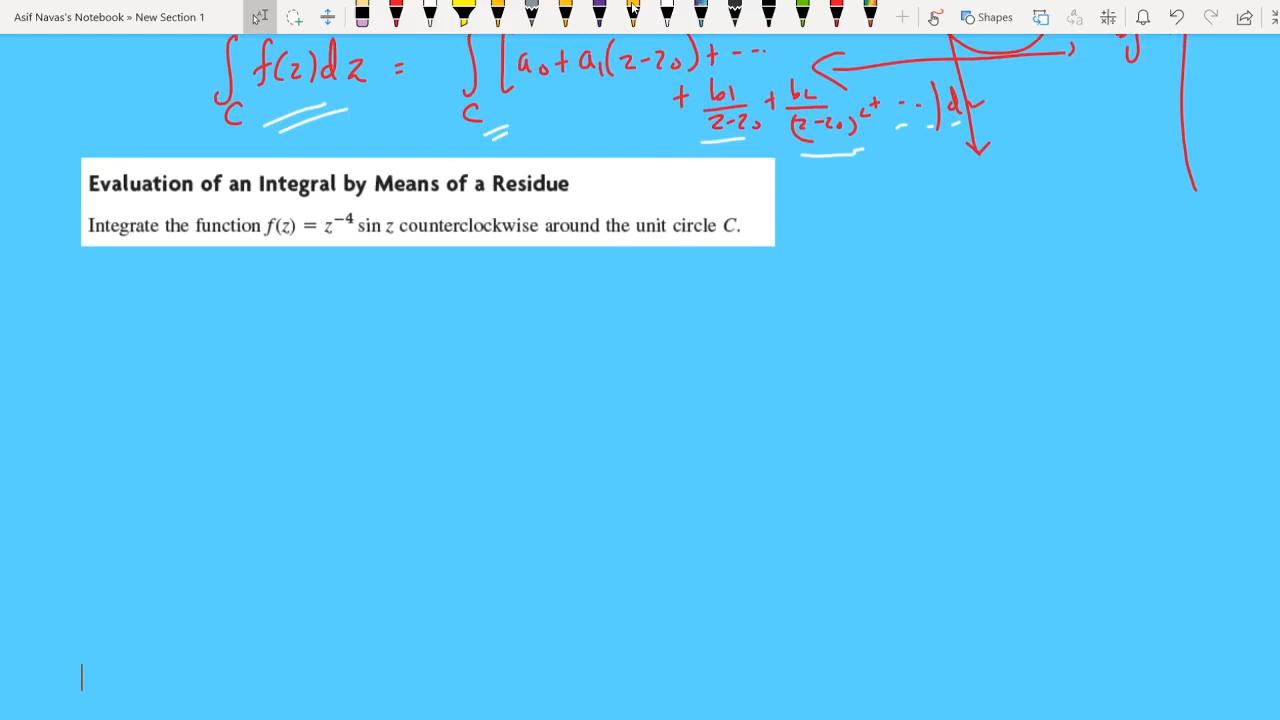 Asif Navas's Notebook » New Section 1
Shapes
∫ f(z)dz = ∫ [a₀ + a₁(z-z₀) + ...
C C
+ b1/(z-z₀) + b2/(z-z₀)² + ...) dz
Evaluation of an Integral by Means of a Residue
Integrate the function f(z) = z⁻⁴ sin z counterclockwise around the unit circle C.